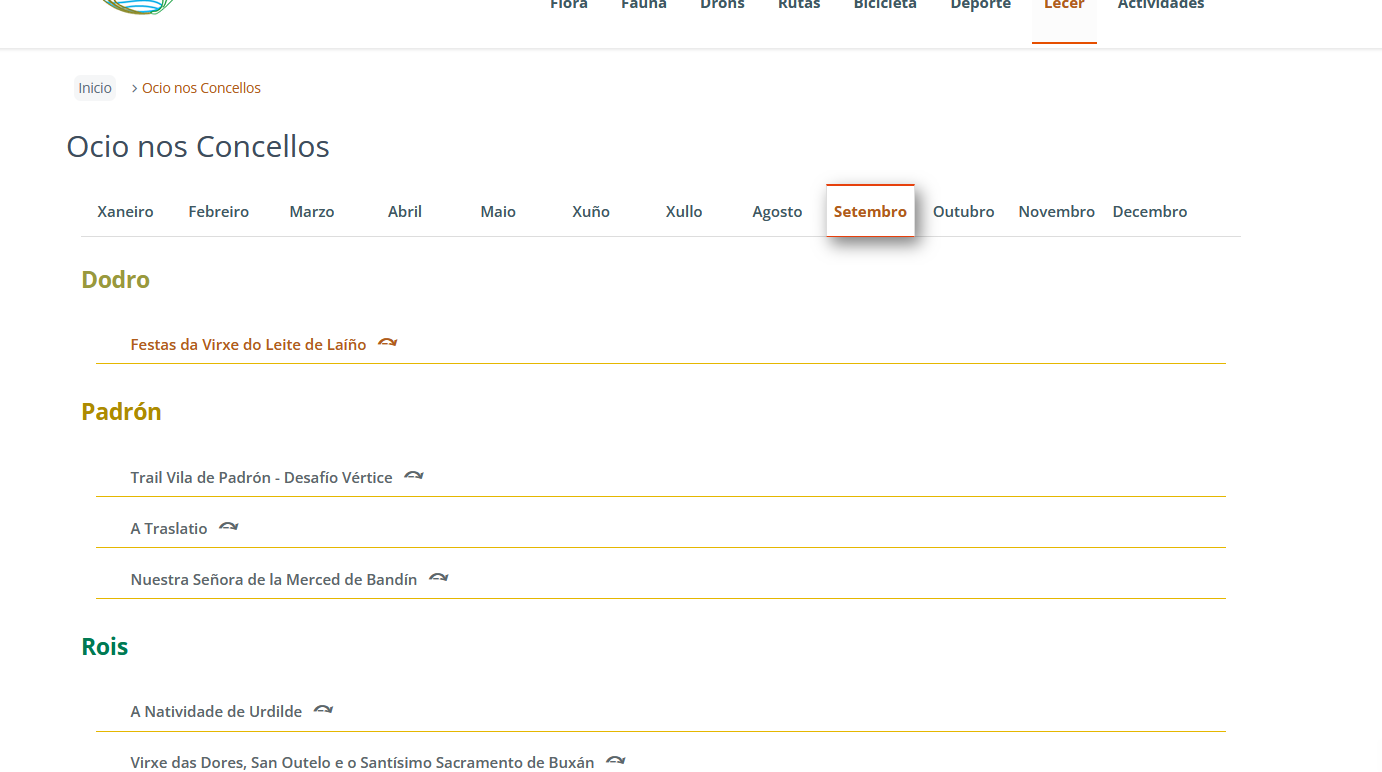 Flora Fauna Drons Rutas Bicicleta Deporte Lecer Actividades
Inicio > Ocio nos Concellos
Ocio nos Concellos
Xaneiro Febreiro Marzo Abril Maio Xuño Xullo Agosto Setembro Outubro Novembro Decembro
Dodro
Festas da Virxe do Leite de Laíño
Padrón
Trail Vila de Padrón - Desafío Vértice
A Traslatio
Nuestra Señora de la Merced de Bandín
Rois
A Natividade de Urdilde
Virxe das Dores, San Outelo e o Santísimo Sacramento de Buxán